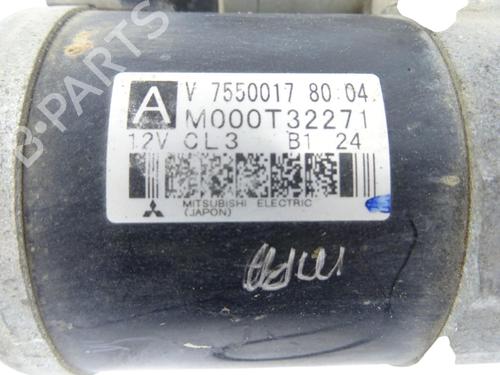 B-PARTS
A V 7550017 80 04
M000T32271
12V CL3 B1 24
MITSUBISHI ELECTRIC
(JAPON)